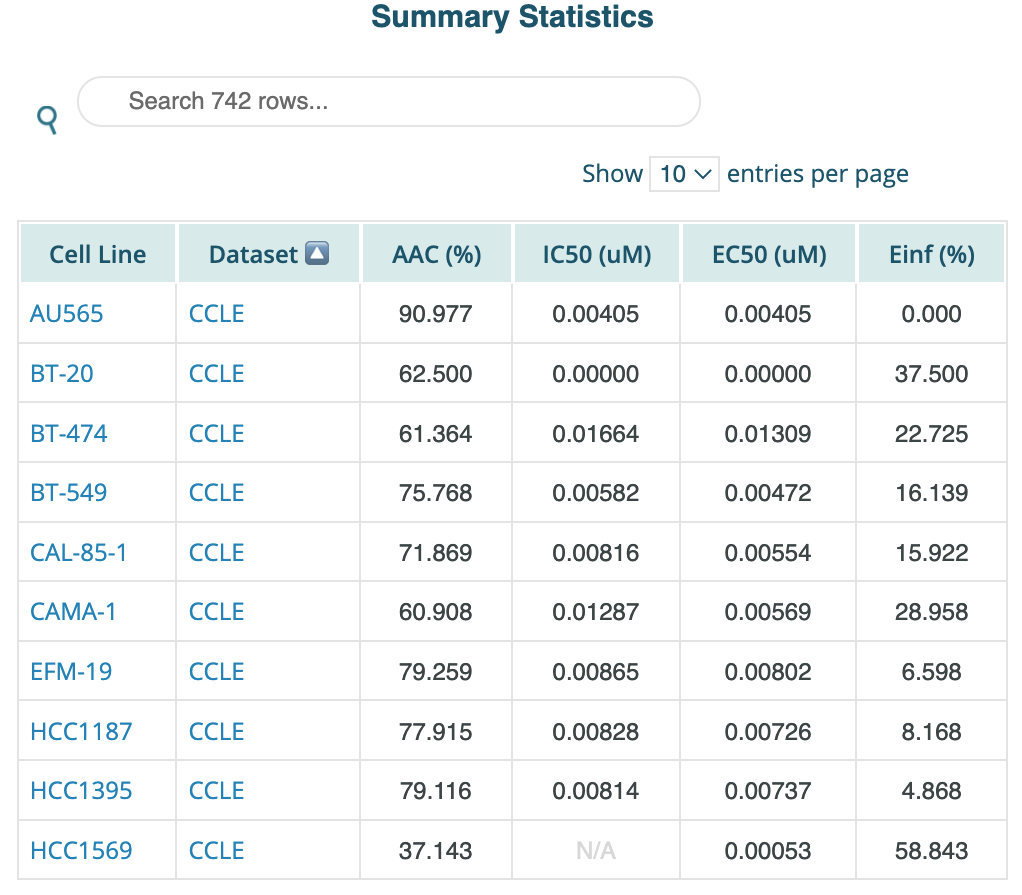 Summary Statistics
Search 742 rows...
Show 10 entries per page
Cell Line Dataset AAC (%) IC50 (uM) EC50 (uM) Einf (%)
AU565 CCLE 90.977 0.00405 0.00405 0.000
BT-20 CCLE 62.500 0.00000 0.00000 37.500
BT-474 CCLE 61.364 0.01664 0.01309 22.725
BT-549 CCLE 75.768 0.00582 0.00472 16.139
CAL-85-1 CCLE 71.869 0.00816 0.00554 15.922
CAMA-1 CCLE 60.908 0.01287 0.00569 28.958
EFM-19 CCLE 79.259 0.00865 0.00802 6.598
HCC1187 CCLE 77.915 0.00828 0.00726 8.168
HCC1395 CCLE 79.116 0.00814 0.00737 4.868
HCC1569 CCLE 37.143 N/A 0.00053 58.843